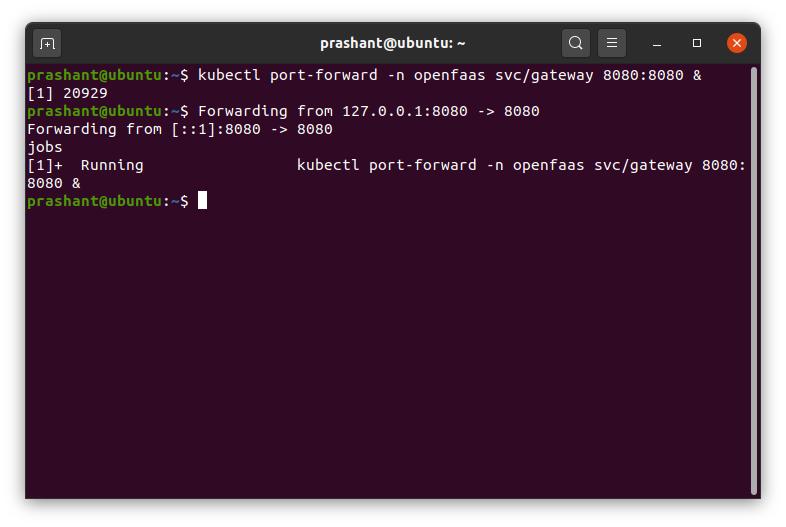 prashant@ubuntu: ~
prashant@ubuntu:~$ kubectl port-forward -n openfaas svc/gateway 8080:8080 &
[1] 20929
prashant@ubuntu:~$ Forwarding from 127.0.0.1:8080 -> 8080
Forwarding from [::1]:8080 -> 8080
jobs
[1]+  Running                 kubectl port-forward -n openfaas svc/gateway 8080:
8080 &
prashant@ubuntu:~$